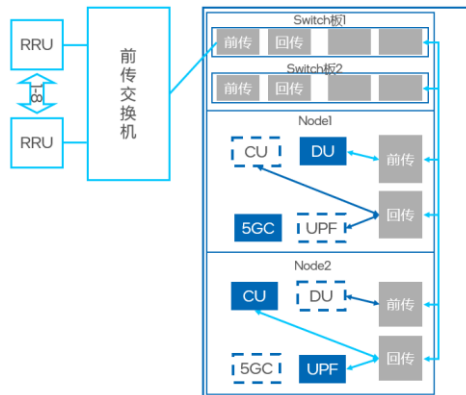 RRU
1-8
RRU
前传交换机
Switch板1
前传 回传
Switch板2
前传 回传
Node1
CU DU 前传
回传
5GC UPF
Node2
CU DU 前传
回传
5GC UPF